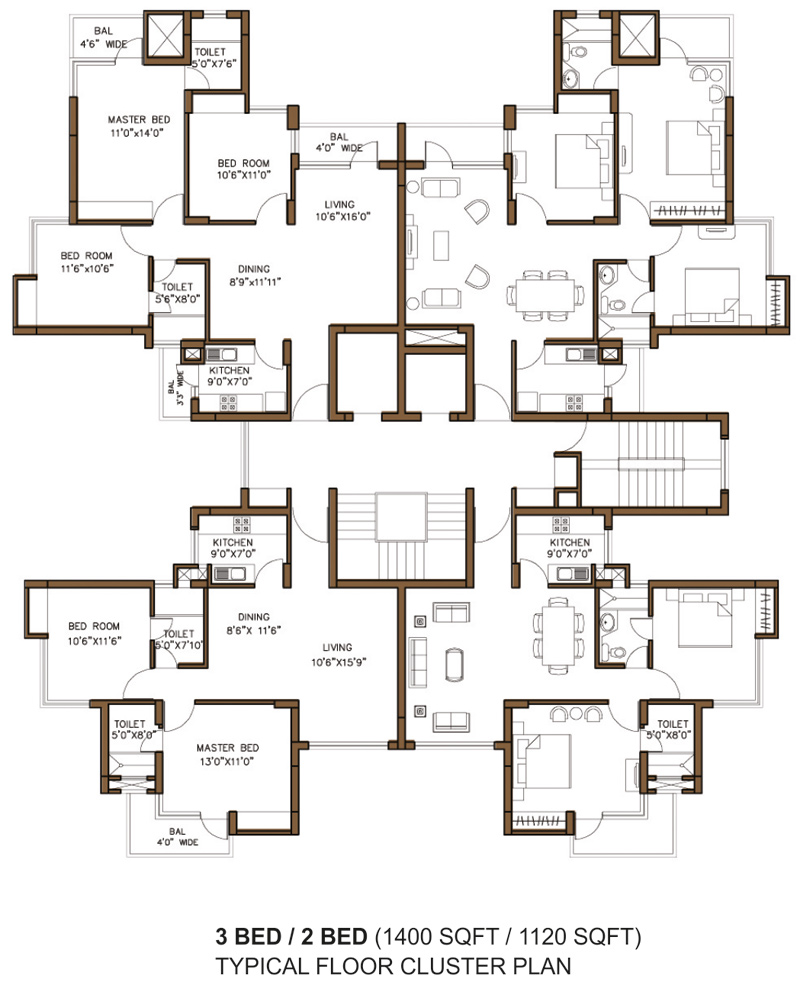 BAL
4'6" WIDE
TOILET
5'0"X7'6"
MASTER BED
11'0"x14'0"
BED ROOM
10'6"X11'0"
BAL
4'0" WIDE
LIVING
10'6"X16'0"
BED ROOM
11'6"x10'6"
TOILET
5'6"X8'0"
DINING
8'9"x11'11"
KITCHEN
9'0"X7'0"
BAL
3'3" WIDE
KITCHEN
9'0"X7'0"
KITCHEN
9'0"X7'0"
BED ROOM
10'6"X11'6"
TOILET
5'0"X7'10"
DINING
8'6"X 11'6"
LIVING
10'6"X15'9"
TOILET
5'0"X8'0"
MASTER BED
13'0"X11'0"
TOILET
5'0"X8'0"
BAL
4'0" WIDE
3 BED / 2 BED (1400 SQFT / 1120 SQFT)
TYPICAL FLOOR CLUSTER PLAN